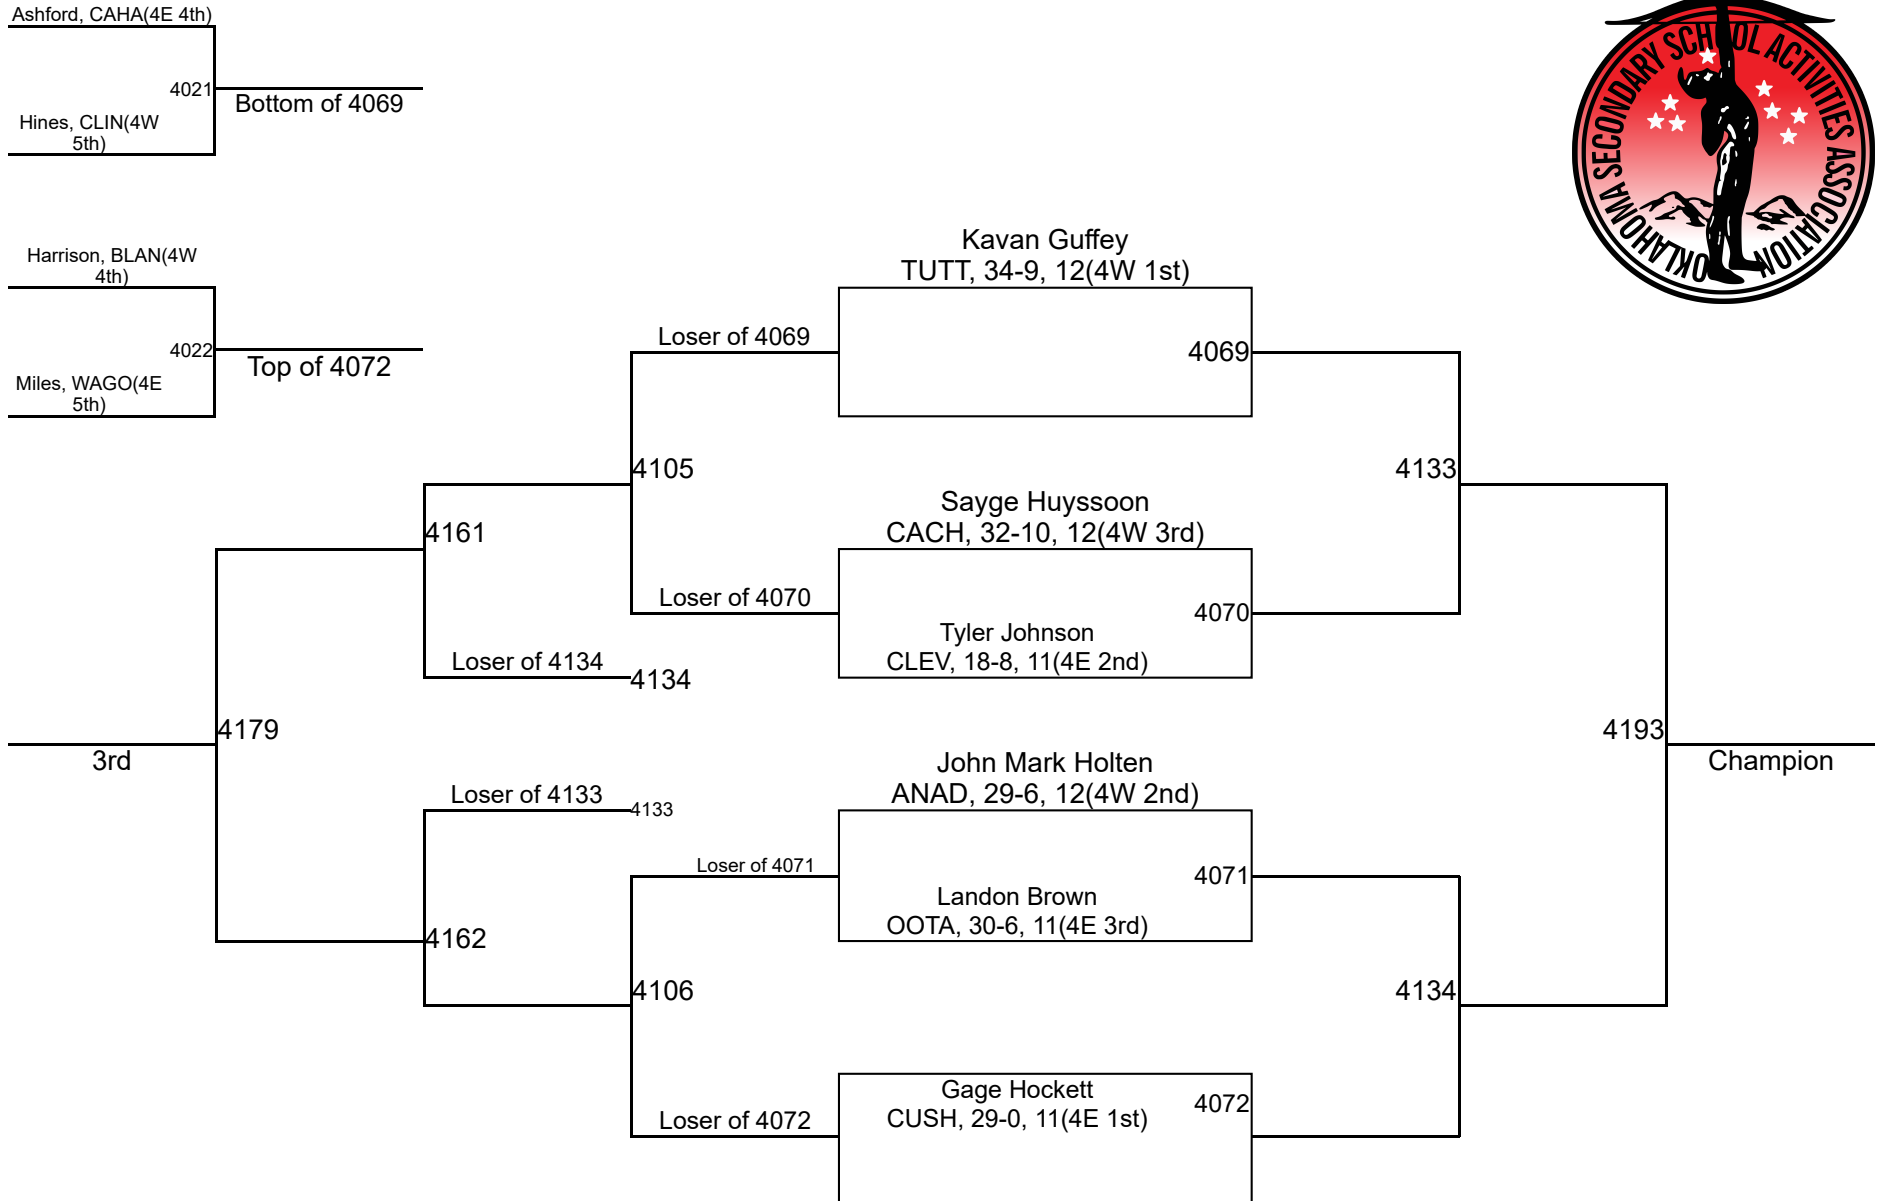 Ashford, CAHA(4E 4th)
4021
Bottom of 4069
Hines, CLIN(4W
5th)
Harrison, BLAN(4W
4th)
4022
Top of 4072
Miles, WAGO(4E
5th)
OKLAHOMA SECONDARY SCHOOL ACTIVITIES ASSOCIATION
Kavan Guffey
TUTT, 34-9, 12(4W 1st)
Loser of 4069
4069
4105
4133
Sayge Huyssoon
CACH, 32-10, 12(4W 3rd)
4161
Loser of 4070
4070
Tyler Johnson
CLEV, 18-8, 11(4E 2nd)
Loser of 4134
4134
4179
3rd
4193
Champion
John Mark Holten
ANAD, 29-6, 12(4W 2nd)
Loser of 4133
4133
Loser of 4071
4071
Landon Brown
OOTA, 30-6, 11(4E 3rd)
4162
4106
4134
Gage Hockett
CUSH, 29-0, 11(4E 1st)
4072
Loser of 4072